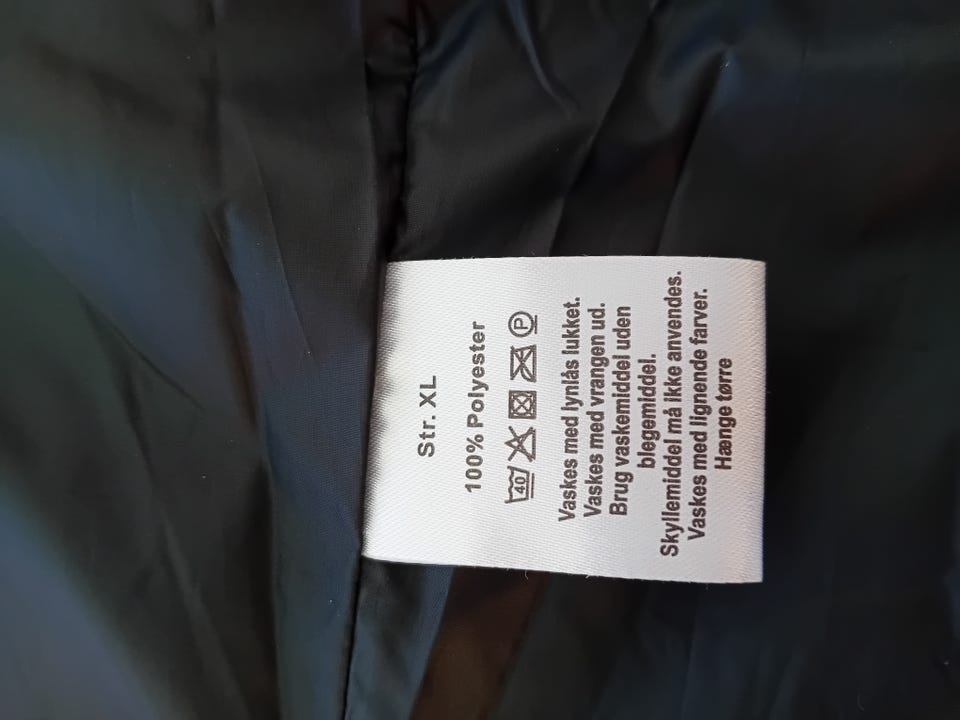 Str. XL
100% Polyester
40 P
Vaskes med lynlås lukket.
Vaskes med vrangen ud.
Brug vaskemiddel uden
blegemiddel.
Skyllemiddel må ikke anvendes.
Vaskes med lignende farver.
Hænge tørre